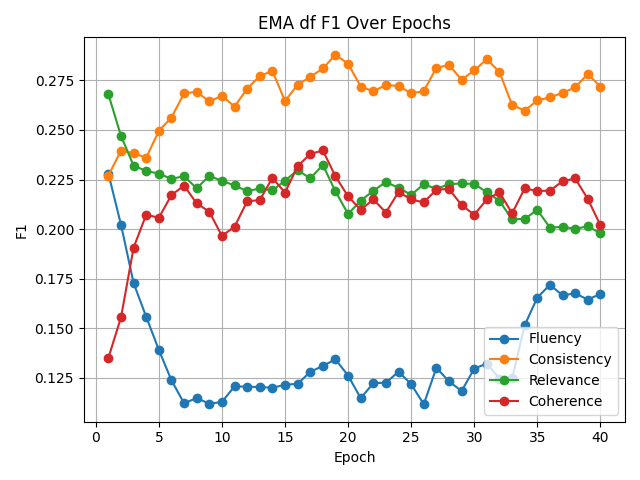 EMA df F1 Over Epochs
F1
0.275
0.250
0.225
0.200
0.175
0.150
0.125
Fluency
Consistency
Relevance
Coherence
0 5 10 15 20 25 30 35 40
Epoch